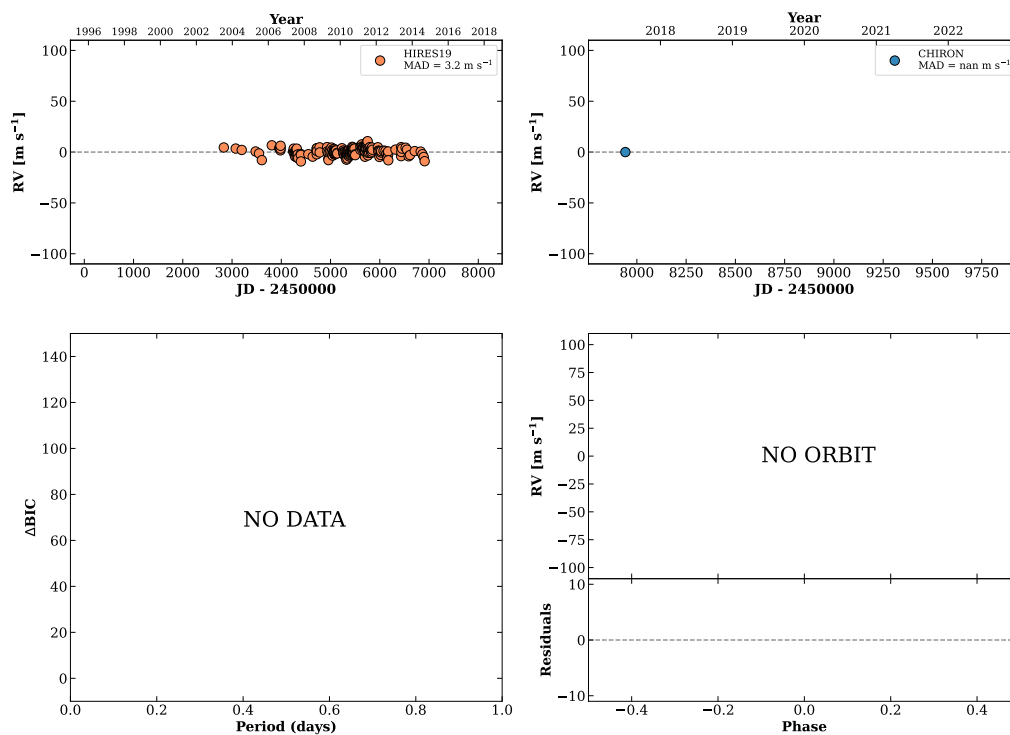 Year
1996 1998 2000 2002 2004 2006 2008 2010 2012 2014 2016 2018
HIRES19
MAD = 3.2 m s⁻¹
RV [m s⁻¹]
100
50
0
−50
−100
0 1000 2000 3000 4000 5000 6000 7000 8000
JD - 2450000
Year
2018 2019 2020 2021 2022
CHIRON
MAD = nan m s⁻¹
RV [m s⁻¹]
100
50
0
−50
−100
8000 8250 8500 8750 9000 9250 9500 9750
JD - 2450000
ΔBIC
140
120
100
80
60
40
20
0
NO DATA
0.0 0.2 0.4 0.6 0.8 1.0
Period (days)
RV [m s⁻¹]
100
75
50
25
0
−25
−50
−75
−100
NO ORBIT
Residuals
10
0
−10
−0.4 −0.2 0.0 0.2 0.4
Phase